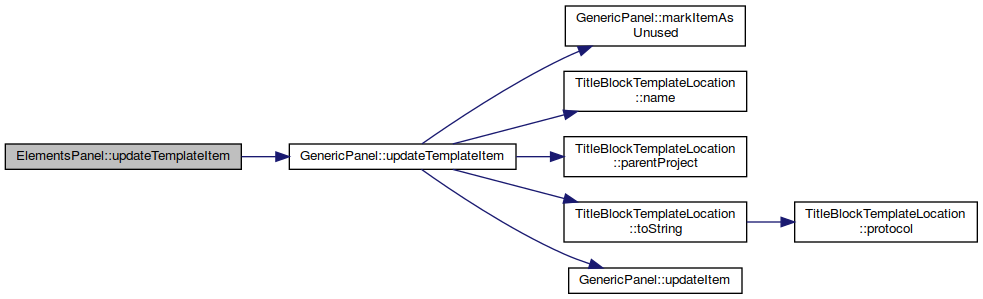 ElementsPanel::updateTemplateItem
GenericPanel::updateTemplateItem
GenericPanel::markItemAs
Unused
TitleBlockTemplateLocation
::name
TitleBlockTemplateLocation
::parentProject
TitleBlockTemplateLocation
::toString
TitleBlockTemplateLocation
::protocol
GenericPanel::updateItem